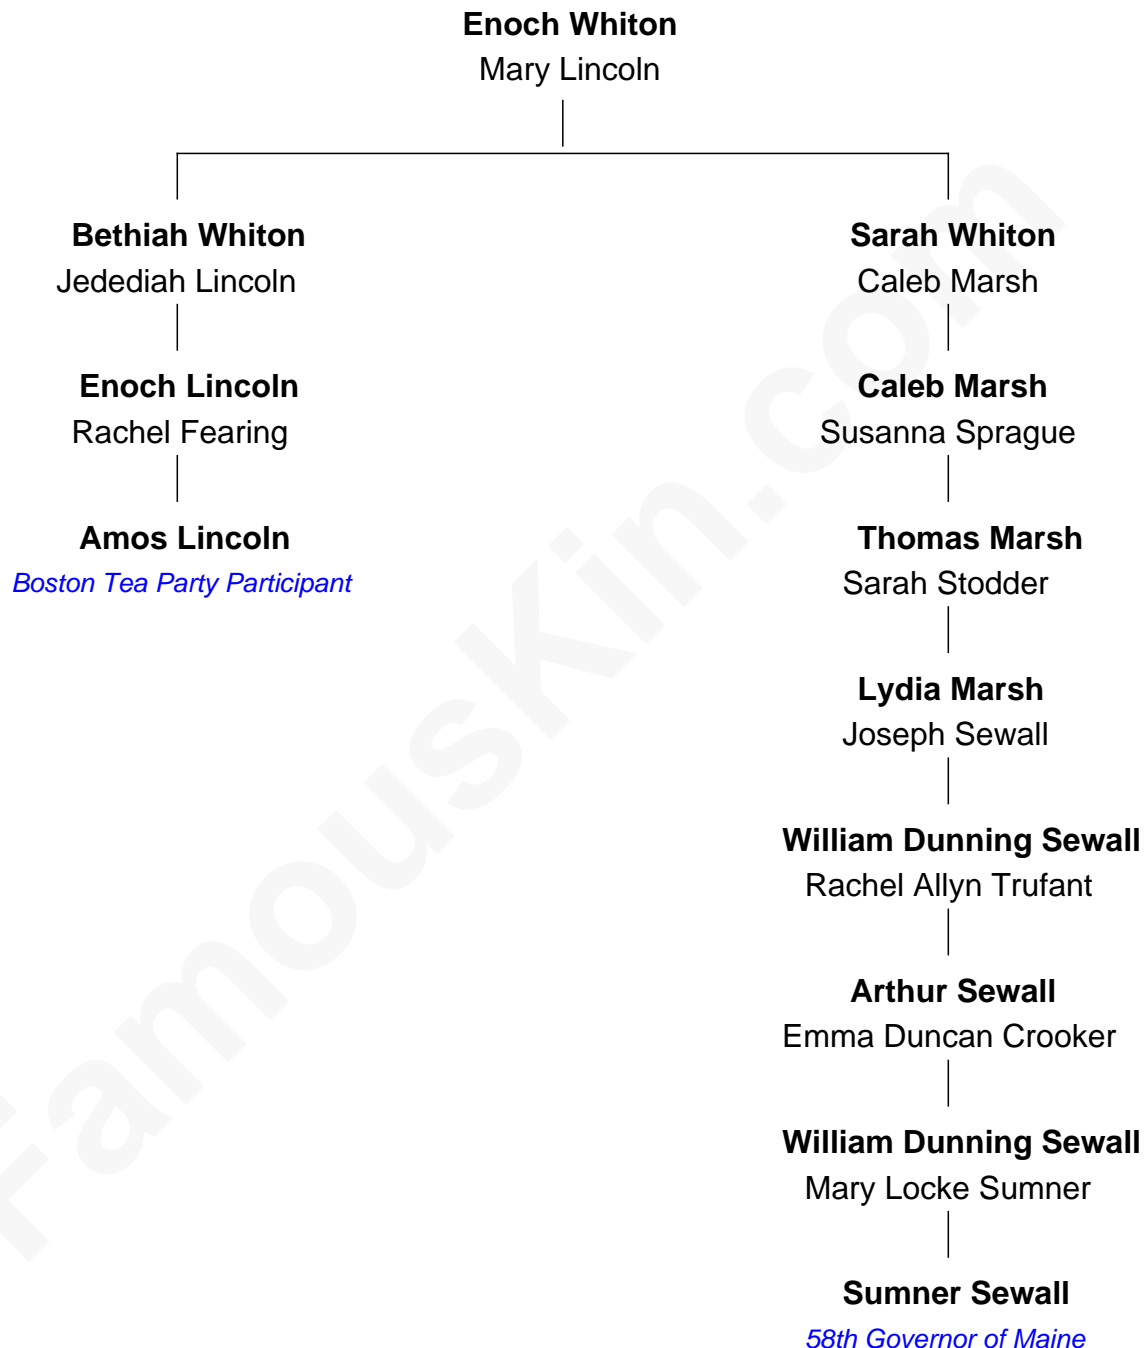 Enoch Whiton
Mary Lincoln
Bethiah Whiton
Jedediah Lincoln
Enoch Lincoln
Rachel Fearing
Amos Lincoln
Boston Tea Party Participant
Sarah Whiton
Caleb Marsh
Caleb Marsh
Susanna Sprague
Thomas Marsh
Sarah Stodder
Lydia Marsh
Joseph Sewall
William Dunning Sewall
Rachel Allyn Trufant
Arthur Sewall
Emma Duncan Crooker
William Dunning Sewall
Mary Locke Sumner
Sumner Sewall
58th Governor of Maine
FamousKin.com